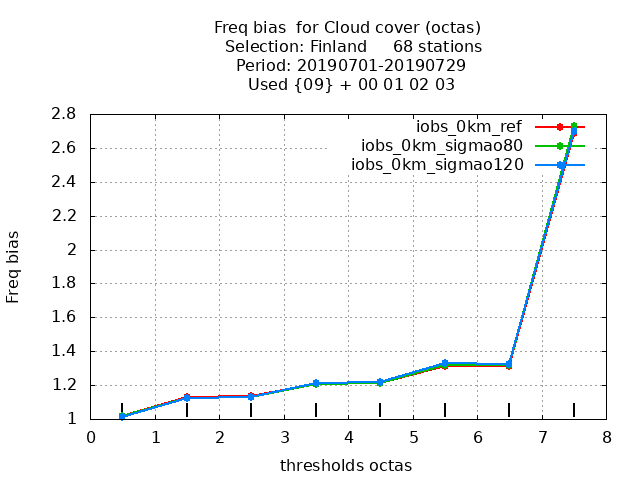 Freq bias  for Cloud cover (octas)
Selection: Finland     68 stations
Period: 20190701-20190729
Used {09} + 00 01 02 03
iobs_0km_ref
iobs_0km_sigmao80
iobs_0km_sigmao120
Freq bias
2.8
2.6
2.4
2.2
2
1.8
1.6
1.4
1.2
1
0 1 2 3 4 5 6 7 8
thresholds octas